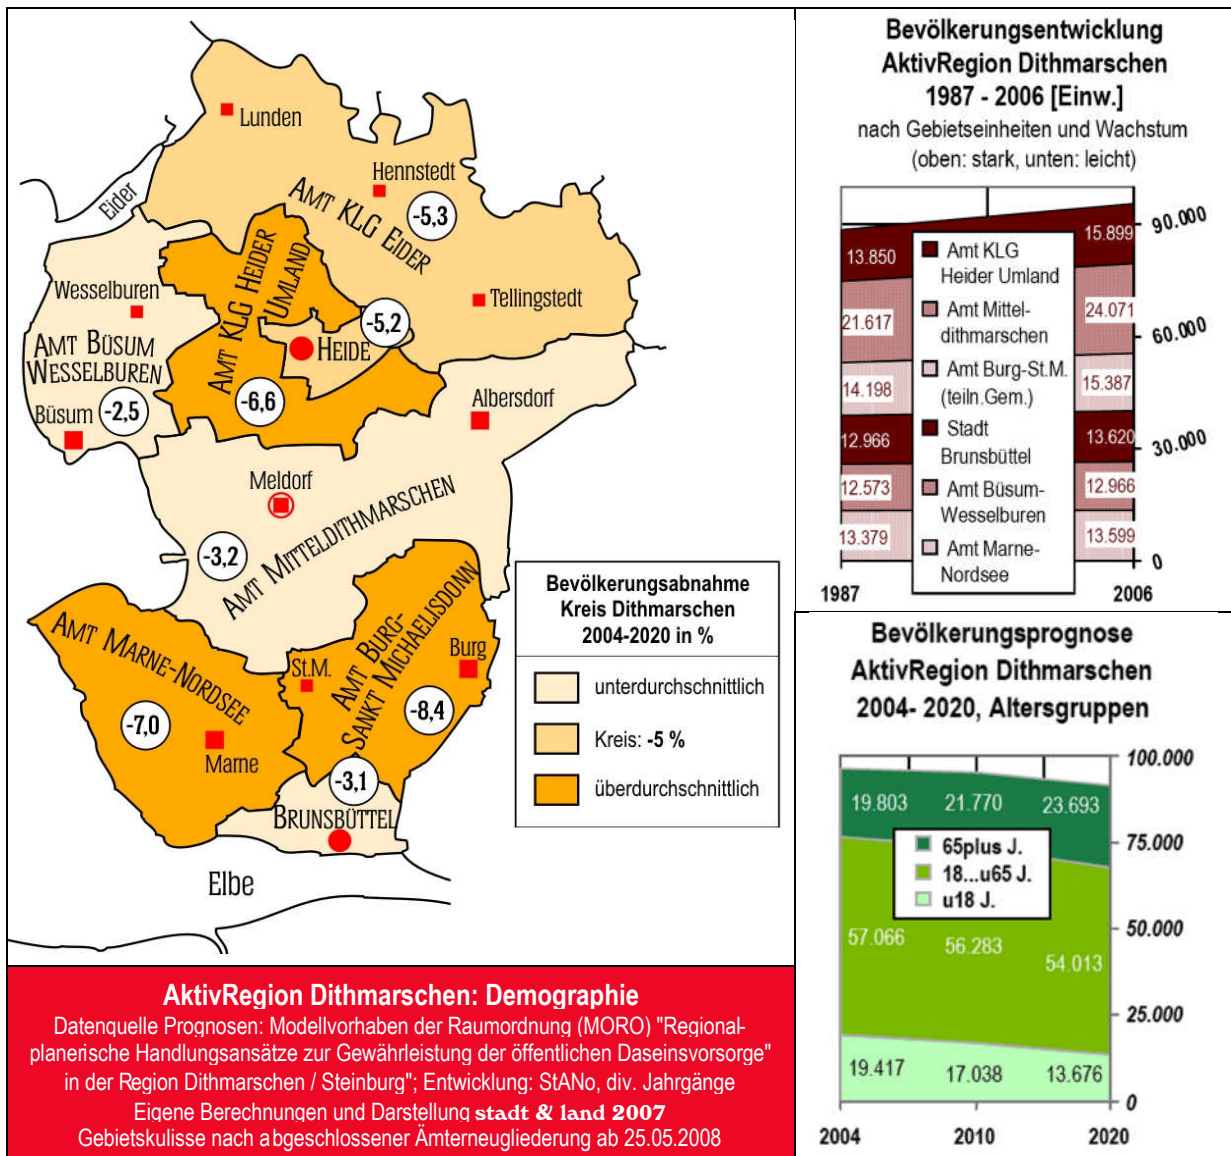 Lunden
Hennstedt
Eider
AMT KLG EIDER
-5,3
Wesselburen
AMT KLG HEIDER
UMLAND
Tellingstedt
-5,2
HEIDE
AMT BÜSUM
WESSELBUREN
-6,6
-2,5
Büsum
Albersdorf
Meldorf
AMT MITTELDITHMARSCHEN
-3,2
AMT MARNE-NORDSEE
-7,0
Marne
St.M.
AMT BURG-
SANKT MICHAELISDONN
Burg
-8,4
-3,1
BRUNSBÜTTEL
Elbe
Bevölkerungsabnahme
Kreis Dithmarschen
2004-2020 in %
unterdurchschnittlich
Kreis: -5 %
überdurchschnittlich
AktivRegion Dithmarschen: Demographie
Datenquelle Prognosen: Modellvorhaben der Raumordnung (MORO) "Regional-
planerische Handlungsansätze zur Gewährleistung der öffentlichen Daseinsvorsorge"
in der Region Dithmarschen / Steinburg"; Entwicklung: StANo, div. Jahrgänge
Eigene Berechnungen und Darstellung stadt & land 2007
Gebietskulisse nach abgeschlossener Ämterneugliederung ab 25.05.2008
Bevölkerungsentwicklung
AktivRegion Dithmarschen
1987 - 2006 [Einw.]
nach Gebietseinheiten und Wachstum
(oben: stark, unten: leicht)
13.850
21.617
14.198
12.966
12.573
13.379
Amt KLG
Heider Umland
Amt Mittel-
dithmarschen
Amt Burg-St.M.
(teiln.Gem.)
Stadt
Brunsbüttel
Amt Büsum-
Wesselburen
Amt Marne-
Nordsee
15.899
24.071
15.387
13.620
12.966
13.599
90.000
60.000
30.000
0
1987
2006
Bevölkerungsprognose
AktivRegion Dithmarschen
2004- 2020, Altersgruppen
100.000
75.000
50.000
25.000
0
19.803
21.770
23.693
65plus J.
18...u65 J.
u18 J.
57.066
56.283
54.013
19.417
17.038
13.676
2004
2010
2020